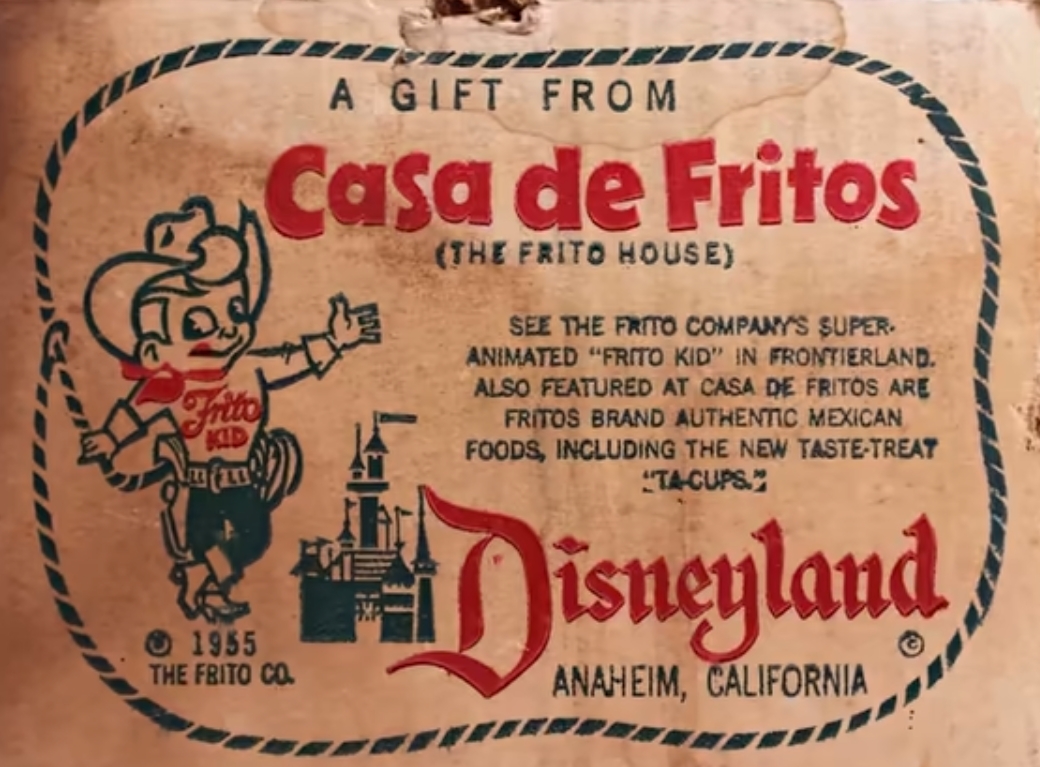 A GIFT FROM
Casa de Fritos
(THE FRITO HOUSE)
SEE THE FRITO COMPANY'S SUPER-
ANIMATED "FRITO KID" IN FRONTIERLAND.
ALSO FEATURED AT CASA DE FRITOS ARE
FRITOS BRAND AUTHENTIC MEXICAN
FOODS, INCLUDING THE NEW TASTE-TREAT
"TA-CUPS."
Frito
KID
Disneyland
© 1955
THE FRITO CO.
©
ANAHEIM, CALIFORNIA